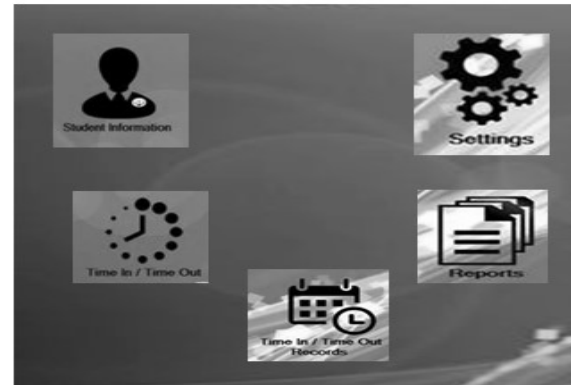 Student Information
Settings
Time In / Time Out
Reports
Time In / Time Out
Records